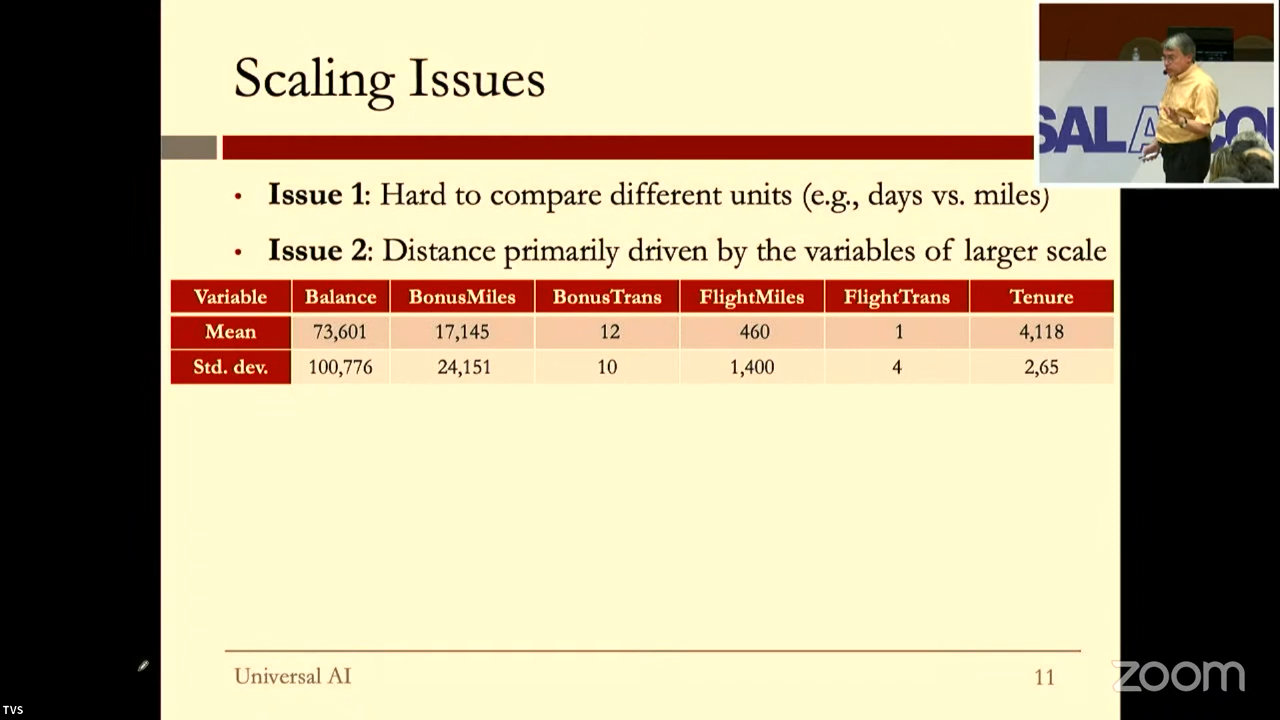 Scaling Issues
• Issue 1: Hard to compare different units (e.g., days vs. miles)
• Issue 2: Distance primarily driven by the variables of larger scale
Variable Balance BonusMiles BonusTrans FlightMiles FlightTrans Tenure
Mean 73,601 17,145 12 460 1 4,118
Std. dev. 100,776 24,151 10 1,400 4 2,65
Universal AI
11
SAL A
CO
zoom
TVS